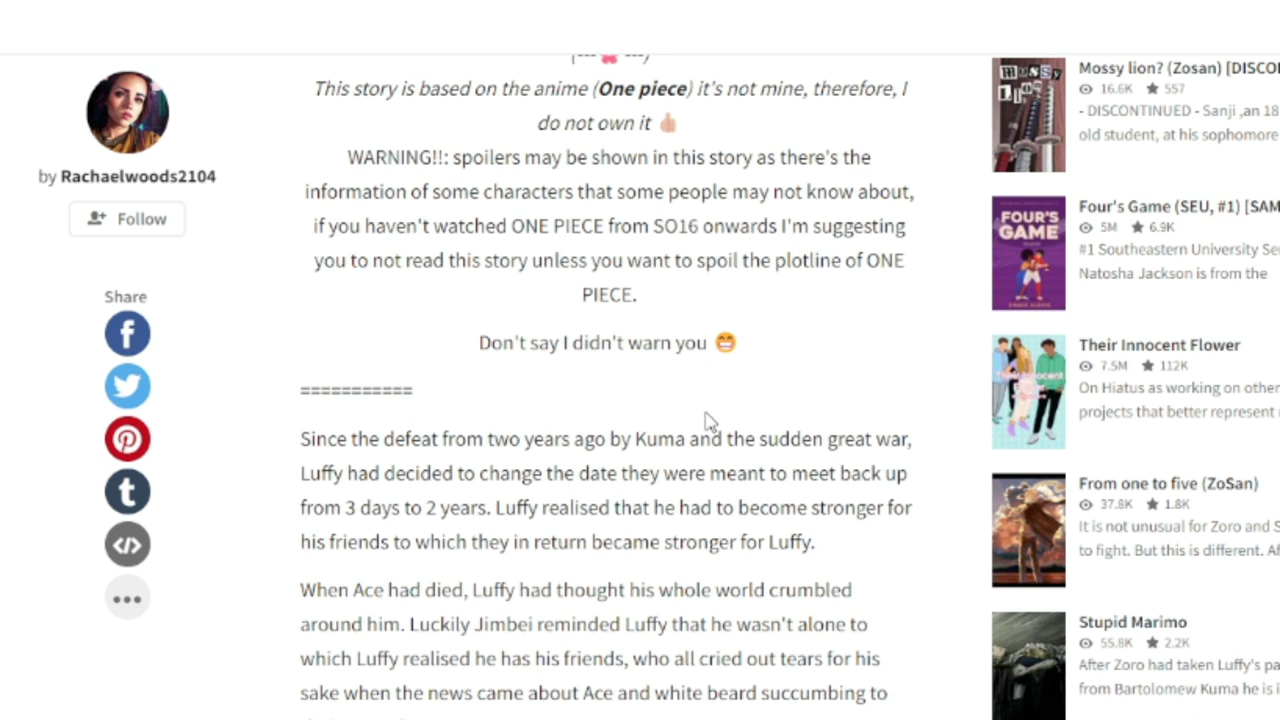 by Rachaelwoods2104
Follow
Share
This story is based on the anime (One piece) it's not mine, therefore, I
do not own it 👍
WARNING!!: spoilers may be shown in this story as there's the
information of some characters that some people may not know about,
if you haven't watched ONE PIECE from SO16 onwards I'm suggesting
you to not read this story unless you want to spoil the plotline of ONE
PIECE.
Don't say I didn't warn you 😁
===========
Since the defeat from two years ago by Kuma and the sudden great war,
Luffy had decided to change the date they were meant to meet back up
from 3 days to 2 years. Luffy realised that he had to become stronger for
his friends to which they in return became stronger for Luffy.
When Ace had died, Luffy had thought his whole world crumbled
around him. Luckily Jimbei reminded Luffy that he wasn't alone to
which Luffy realised he has his friends, who all cried out tears for his
sake when the news came about Ace and white beard succumbing to
Mossy lion? (Zosan) [DISCO
16.6K 557
- DISCONTINUED - Sanji ,an 18
old student, at his sophomore
FOUR'S
GAME
Four's Game (SEU, #1) [SAM
5M 6.9K
#1 Southeastern University Se
Natosha Jackson is from the
Their Innocent Flower
7.5M 112K
On Hiatus as working on other
projects that better represent
From one to five (ZoSan)
37.8K 1.8K
It is not unusual for Zoro and S
to fight. But this is different. Af
Stupid Marimo
55.8K 2.2K
After Zoro had taken Luffy's pa
from Bartolomew Kuma he is i